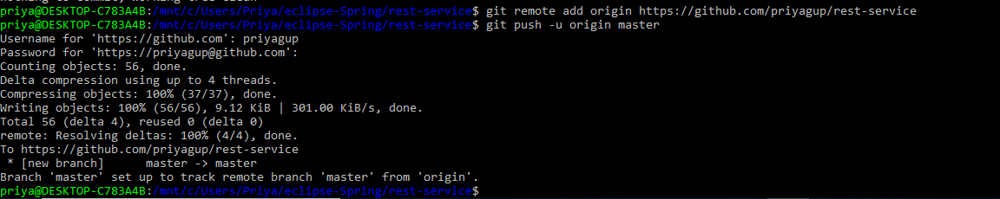 priya@DESKTOP-C783A4B:/mnt/c/Users/Priya/eclipse-Spring/rest-service$ git remote add origin https://github.com/priyagup/rest-service
priya@DESKTOP-C783A4B:/mnt/c/Users/Priya/eclipse-Spring/rest-service$ git push -u origin master
Username for 'https://github.com': priyagup
Password for 'https://priyagup@github.com':
Counting objects: 56, done.
Delta compression using up to 4 threads.
Compressing objects: 100% (37/37), done.
Writing objects: 100% (56/56), 9.12 KiB | 301.00 KiB/s, done.
Total 56 (delta 4), reused 0 (delta 0)
remote: Resolving deltas: 100% (4/4), done.
To https://github.com/priyagup/rest-service
 * [new branch]      master -> master
Branch 'master' set up to track remote branch 'master' from 'origin'.
priya@DESKTOP-C783A4B:/mnt/c/Users/Priya/eclipse-Spring/rest-service$